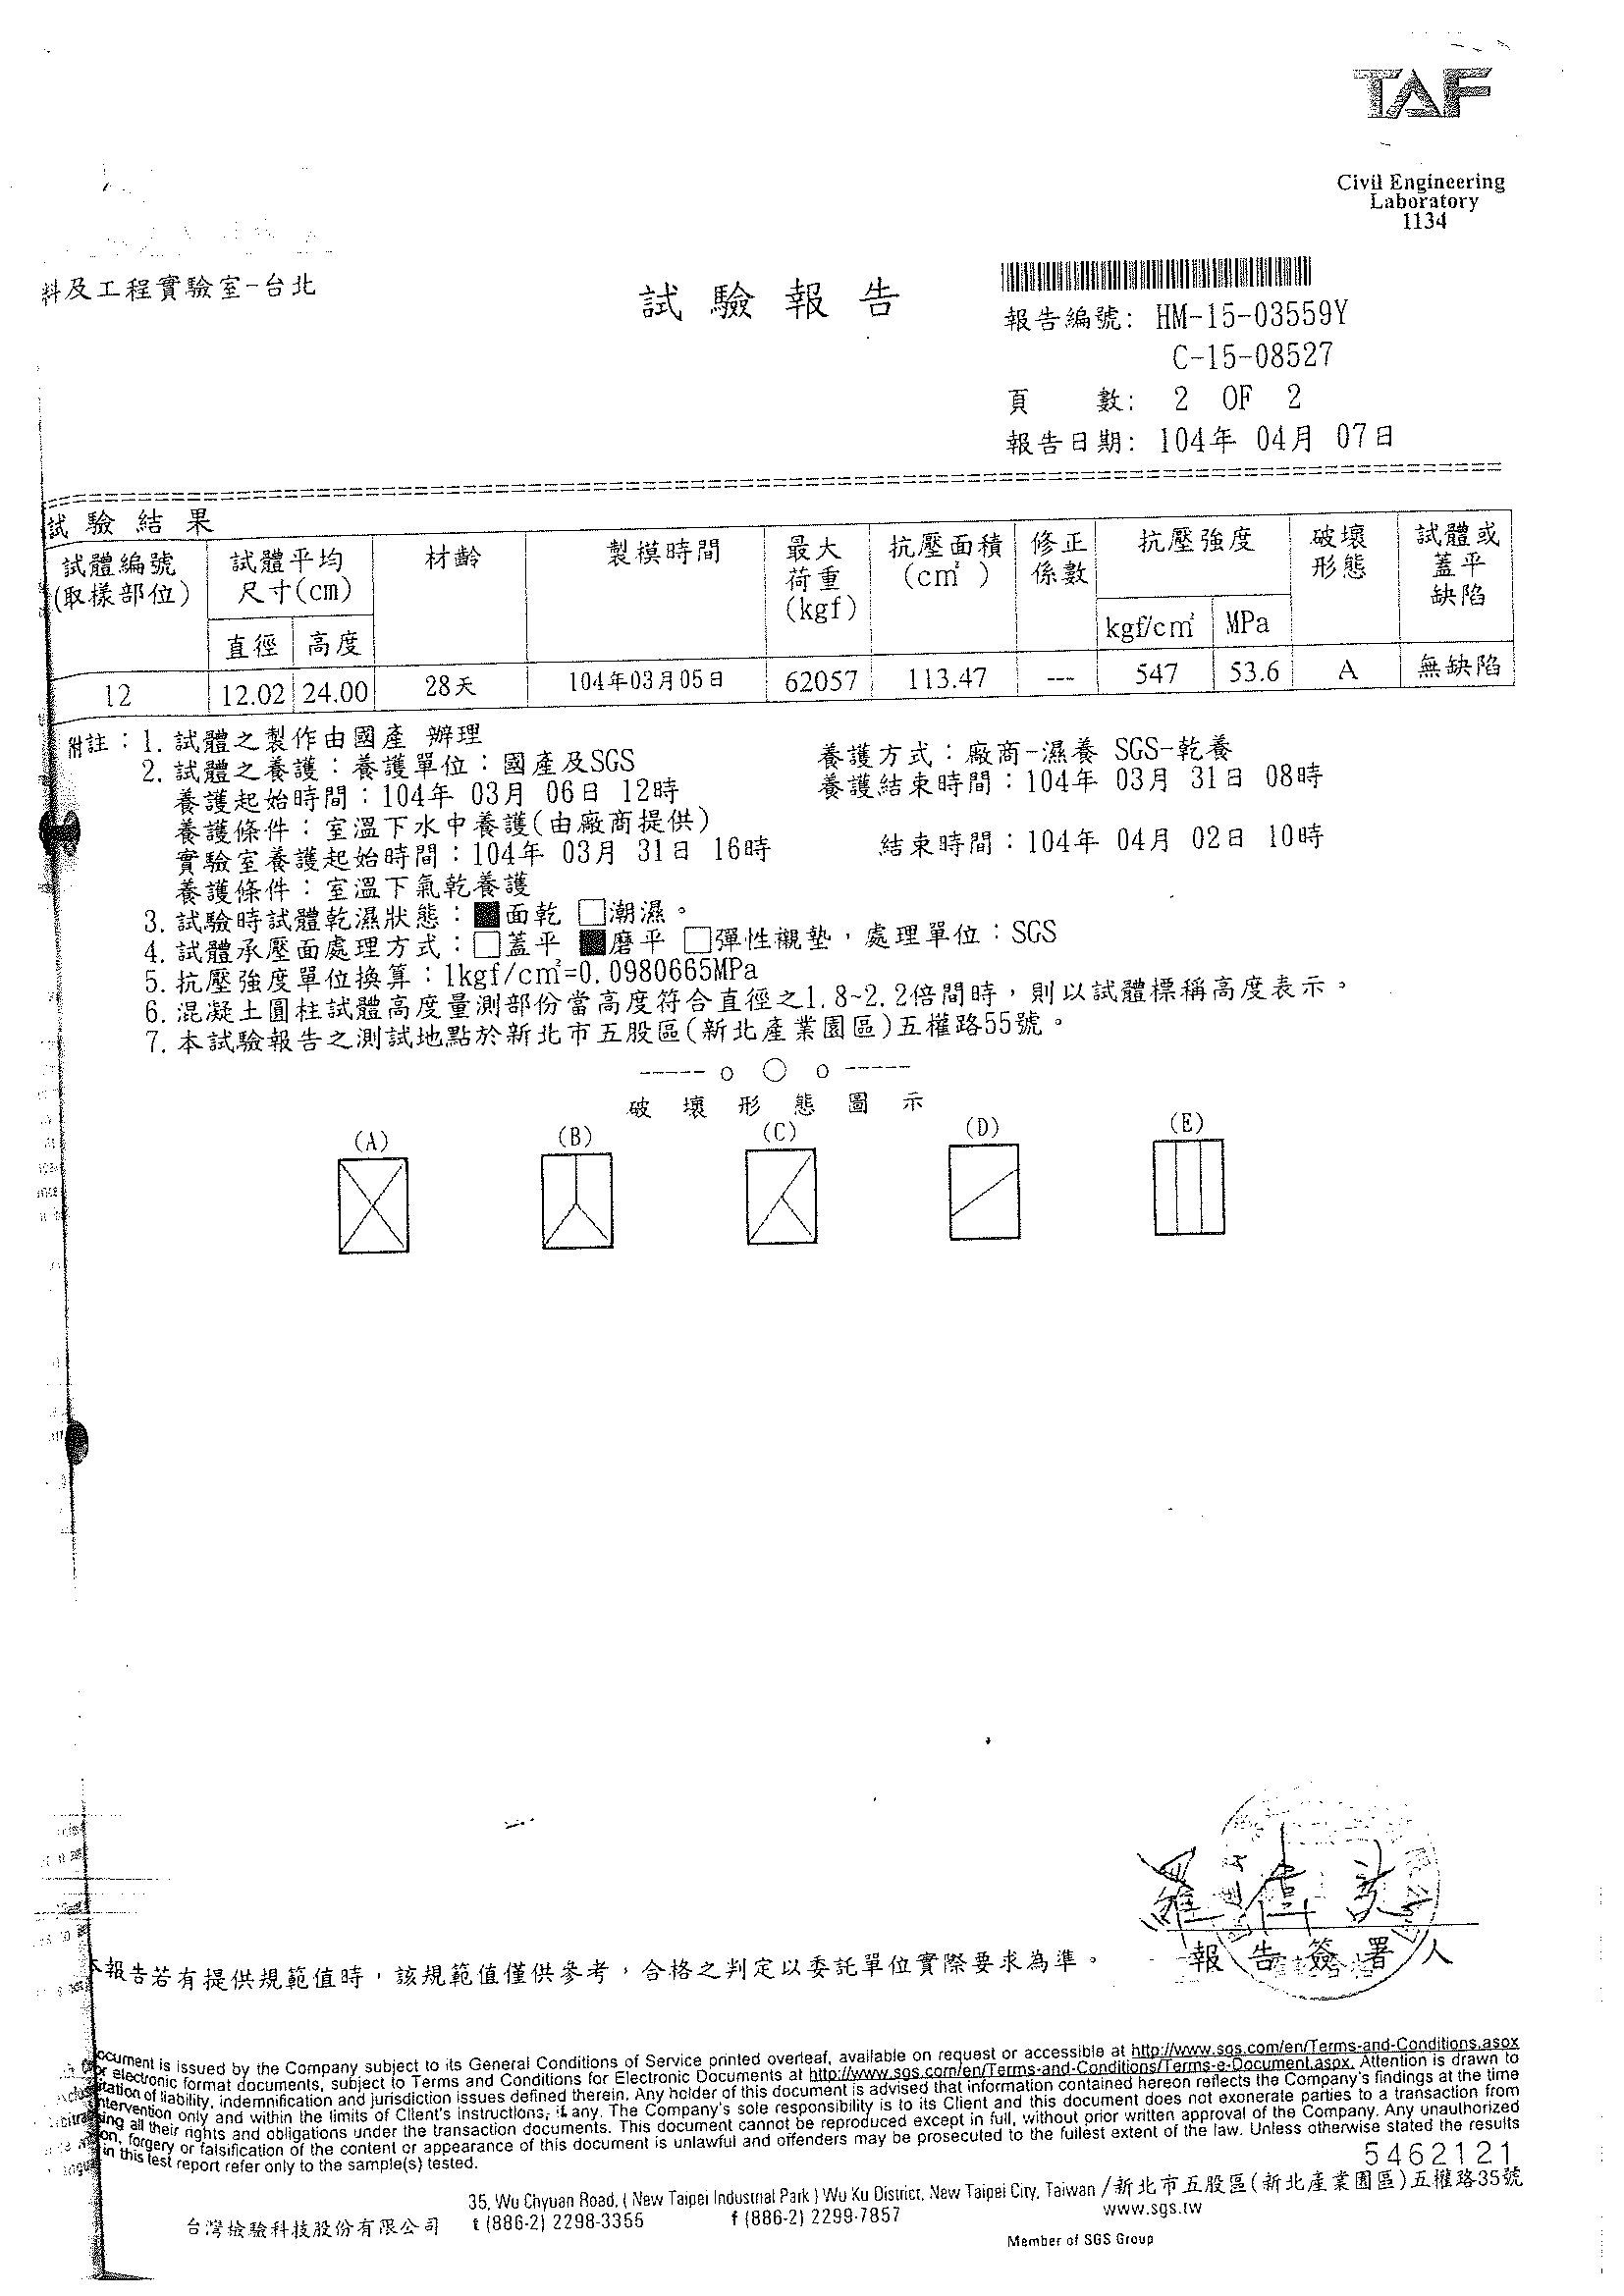 TAF
Civil Engineering
Laboratory
1134
料及工程實驗室-台北
試驗報告
報告編號: HM-15-03559Y
C-15-08527
頁 數: 2 OF 2
報告日期: 104年 04月 07日
試驗結果
試體編號
(取樣部位)
試體平均
尺寸(cm)
直徑 高度
材齡
製模時間
最大
荷重
(kgf)
抗壓面積
(cm²)
修正
係數
抗壓強度
kgf/cm² MPa
破壞
形態
試體或
蓋平
缺陷
12 12.02 24.00 28天 104年03月05日 62057 113.47 --- 547 53.6 A 無缺陷
附註：1. 試體之製作由國產 辦理
2. 試體之養護：養護單位：國產及SGS 養護方式：廠商-濕養 SGS-乾養
養護起始時間：104年 03月 06日 12時 養護結束時間：104年 03月 31日 08時
養護條件：室溫下水中養護(由廠商提供)
實驗室養護起始時間：104年 03月 31日 16時 結束時間：104年 04月 02日 10時
養護條件：室溫下氣乾養護
3. 試驗時試體乾濕狀態：■面乾 □潮濕。
4. 試體承壓面處理方式：□蓋平 ■磨平 □彈性襯墊，處理單位：SGS
5. 抗壓強度單位換算：1kgf/cm²=0.0980665MPa
6. 混凝土圓柱試體高度量測部份當高度符合直徑之1.8~2.2倍間時，則以試體標稱高度表示。
7. 本試驗報告之測試地點於新北市五股區(新北產業園區)五權路55號。
-----o ○ o-----
破壞形態圖示
(A) (B) (C) (D) (E)
報告簽署人
本報告若有提供規範值時，該規範值僅供參考，合格之判定以委託單位實際要求為準。
document is issued by the Company subject to its General Conditions of Service printed overleaf, available on request or accessible at http://www.sgs.com/en/Terms-and-Conditions.aspx
or electronic format documents, subject to Terms and Conditions for Electronic Documents at http://www.sgs.com/en/Terms-and-Conditions/Terms-e-Document.aspx. Attention is drawn to
limitation of liability, indemnification and jurisdiction issues defined therein. Any holder of this document is advised that information contained hereon reflects the Company's findings at the time
intervention only and within the limits of Client's instructions, if any. The Company's sole responsibility is to its Client and this document does not exonerate parties to a transaction from
all their rights and obligations under the transaction documents. This document cannot be reproduced except in full, without prior written approval of the Company. Any unauthorized
forgery or falsification of the content or appearance of this document is unlawful and offenders may be prosecuted to the fullest extent of the law. Unless otherwise stated the results
in this test report refer only to the sample(s) tested.
5462121
35, Wu Chyuan Road, (New Taipei Industrial Park) Wu Ku District, New Taipei City, Taiwan /新北市五股區(新北產業園區)五權路35號
台灣檢驗科技股份有限公司 t (886-2) 2298-3355 f (886-2) 2299-7857 www.sgs.tw
Member of SGS Group